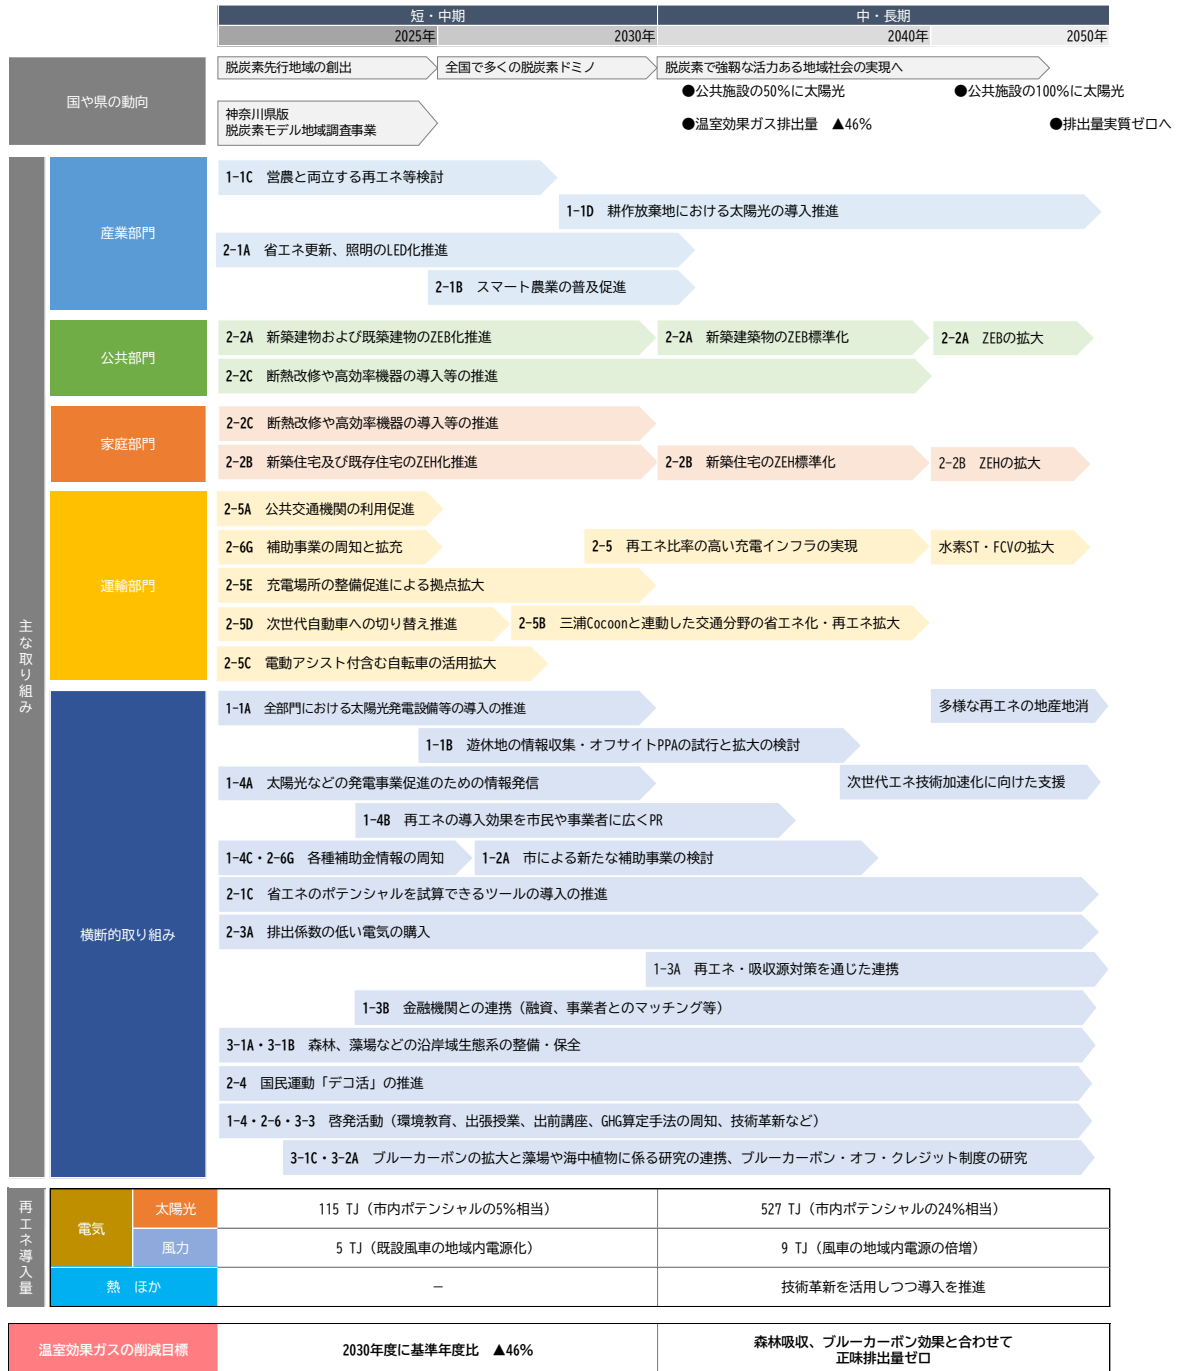 短・中期
中・長期
2025年
2030年
2040年
2050年
国や県の動向
脱炭素先行地域の創出
全国で多くの脱炭素ドミノ
脱炭素で強靱な活力ある地域社会の実現へ
●公共施設の50%に太陽光
●公共施設の100%に太陽光
神奈川県版
脱炭素モデル地域調査事業
●温室効果ガス排出量　▲46%
●排出量実質ゼロへ
主な取り組み
産業部門
1-1C　営農と両立する再エネ等検討
1-1D　耕作放棄地における太陽光の導入推進
2-1A　省エネ更新、照明のLED化推進
2-1B　スマート農業の普及促進
公共部門
2-2A　新築建物および既築建物のZEB化推進
2-2A　新築建築物のZEB標準化
2-2A　ZEBの拡大
2-2C　断熱改修や高効率機器の導入等の推進
家庭部門
2-2C　断熱改修や高効率機器の導入等の推進
2-2B　新築住宅及び既存住宅のZEH化推進
2-2B　新築住宅のZEH標準化
2-2B　ZEHの拡大
運輸部門
2-5A　公共交通機関の利用促進
2-6G　補助事業の周知と拡充
2-5　再エネ比率の高い充電インフラの実現
水素ST・FCVの拡大
2-5E　充電場所の整備促進による拠点拡大
2-5D　次世代自動車への切り替え推進
2-5B　三浦Cocoonと連動した交通分野の省エネ化・再エネ拡大
2-5C　電動アシスト付含む自転車の活用拡大
横断的取り組み
1-1A　全部門における太陽光発電設備等の導入の推進
多様な再エネの地産地消
1-1B　遊休地の情報収集・オフサイトPPAの試行と拡大の検討
1-4A　太陽光などの発電事業促進のための情報発信
次世代エネ技術加速化に向けた支援
1-4B　再エネの導入効果を市民や事業者に広くPR
1-4C・2-6G　各種補助金情報の周知
1-2A　市による新たな補助事業の検討
2-1C　省エネのポテンシャルを試算できるツールの導入の推進
2-3A　排出係数の低い電気の購入
1-3A　再エネ・吸収源対策を通じた連携
1-3B　金融機関との連携（融資、事業者とのマッチング等）
3-1A・3-1B　森林、藻場などの沿岸域生態系の整備・保全
2-4　国民運動「デコ活」の推進
1-4・2-6・3-3　啓発活動（環境教育、出張授業、出前講座、GHG算定手法の周知、技術革新など）
3-1C・3-2A　ブルーカーボンの拡大と藻場や海中植物に係る研究の連携、ブルーカーボン・オフ・クレジット制度の研究
再エネ導入量
電気
太陽光
115 TJ（市内ポテンシャルの5%相当）
527 TJ（市内ポテンシャルの24%相当）
風力
5 TJ（既設風車の地域内電源化）
9 TJ（風車の地域内電源の倍増）
熱　ほか
－
技術革新を活用しつつ導入を推進
温室効果ガスの削減目標
2030年度に基準年度比　▲46%
森林吸収、ブルーカーボン効果と合わせて
正味排出量ゼロ